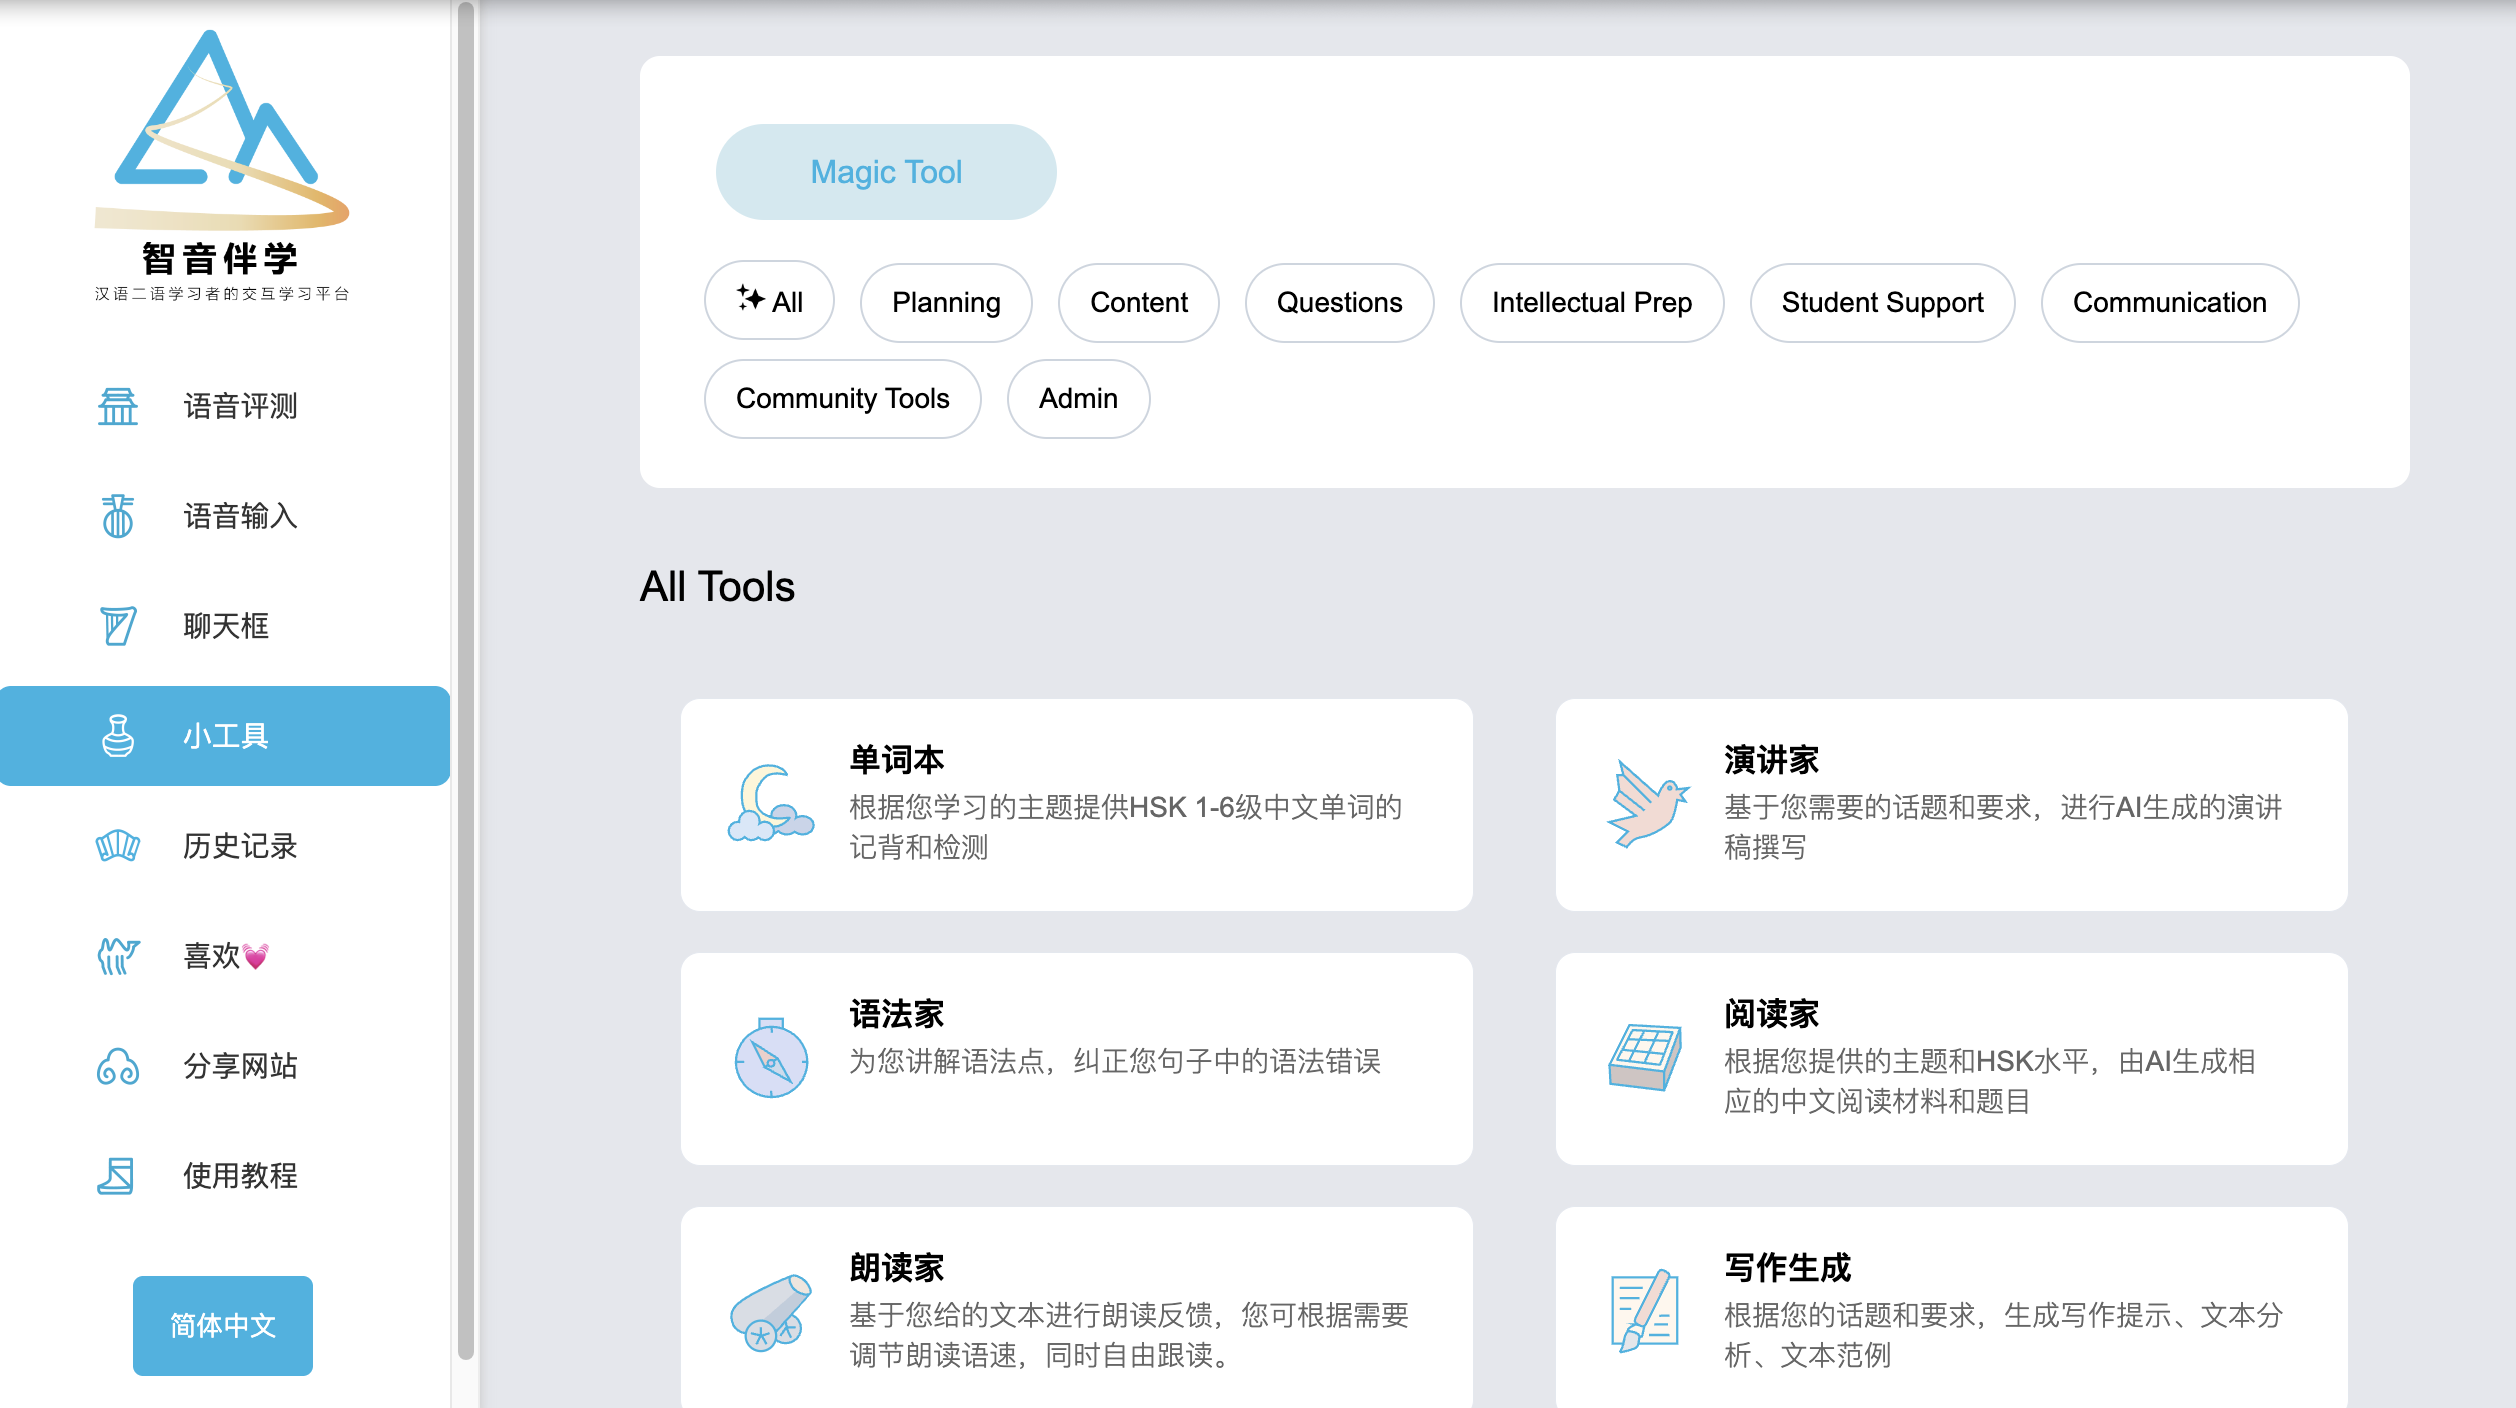 智音伴学
汉语二语学习者的交互学习平台
语音评测
语音输入
聊天框
小工具
历史记录
喜欢💓
分享网站
使用教程
简体中文
Magic Tool
All
Planning
Content
Questions
Intellectual Prep
Student Support
Communication
Community Tools
Admin
All Tools
单词本
根据您学习的主题提供HSK 1-6级中文单词的
记背和检测
演讲家
基于您需要的话题和要求，进行AI生成的演讲
稿撰写
语法家
为您讲解语法点，纠正您句子中的语法错误
阅读家
根据您提供的主题和HSK水平，由AI生成相
应的中文阅读材料和题目
朗读家
基于您给的文本进行朗读反馈，您可根据需要
调节朗读语速，同时自由跟读。
写作生成
根据您的话题和要求，生成写作提示、文本分
析、文本范例